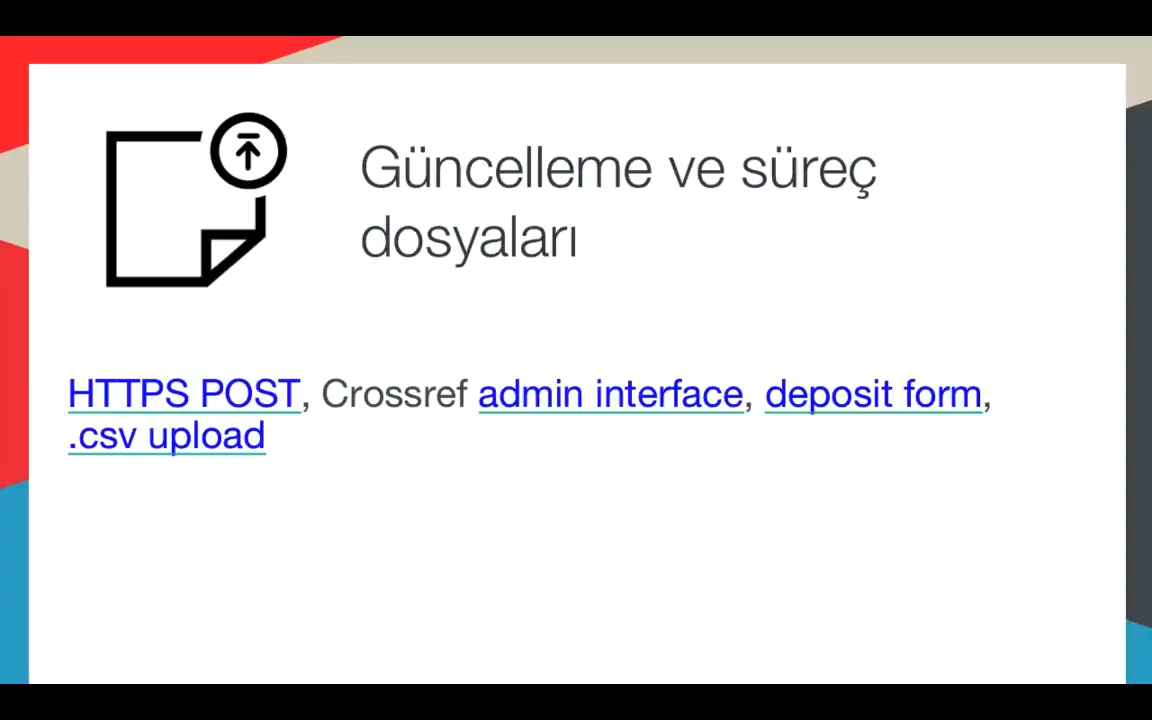 Güncelleme ve süreç
dosyaları
HTTPS POST, Crossref admin interface, deposit form,
.csv upload